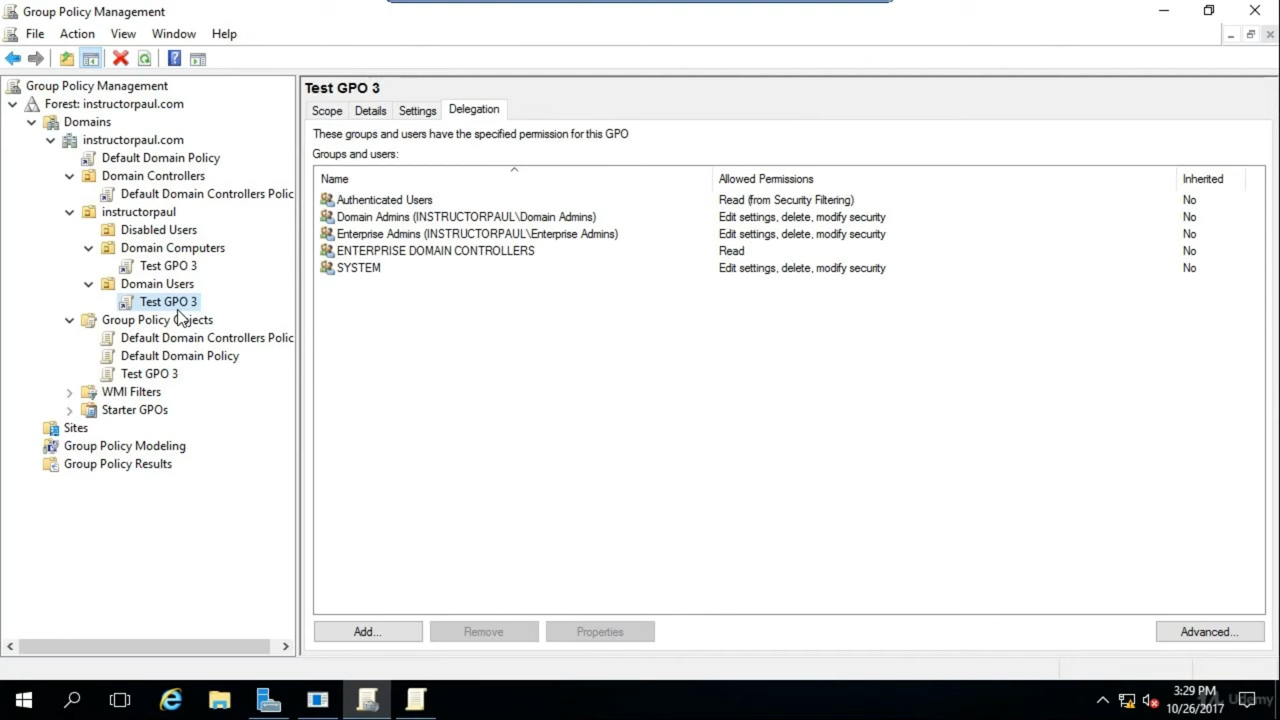 Group Policy Management
File Action View Window Help
Group Policy Management
Forest: instructorpaul.com
Domains
instructorpaul.com
Default Domain Policy
Domain Controllers
Default Domain Controllers Polic
instructorpaul
Disabled Users
Domain Computers
Test GPO 3
Domain Users
Test GPO 3
Group Policy Objects
Default Domain Controllers Polic
Default Domain Policy
Test GPO 3
WMI Filters
Starter GPOs
Sites
Group Policy Modeling
Group Policy Results
Test GPO 3
Scope Details Settings Delegation
These groups and users have the specified permission for this GPO
Groups and users:
Name Allowed Permissions Inherited
Authenticated Users Read (from Security Filtering) No
Domain Admins (INSTRUCTORPAUL\Domain Admins) Edit settings, delete, modify security No
Enterprise Admins (INSTRUCTORPAUL\Enterprise Admins) Edit settings, delete, modify security No
ENTERPRISE DOMAIN CONTROLLERS Read No
SYSTEM Edit settings, delete, modify security No
Add... Remove Properties Advanced...
3:29 PM
10/26/2017
Udemy